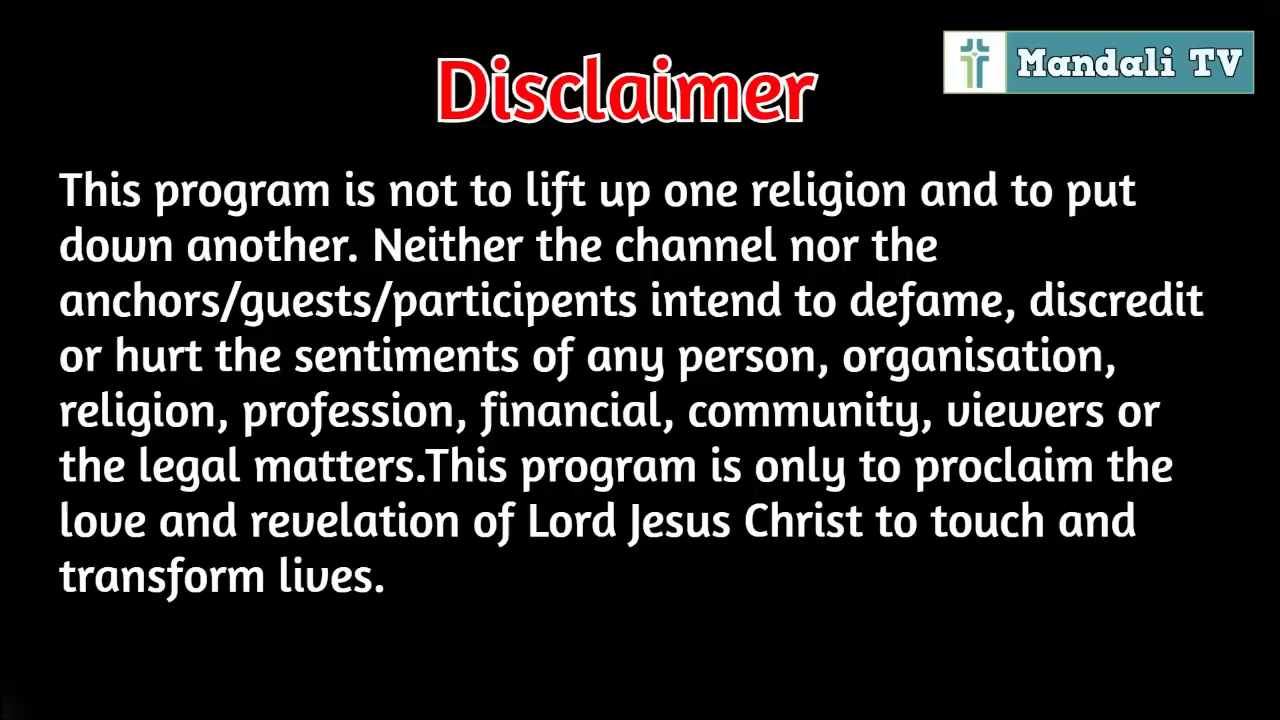 Mandali TV
Disclaimer
This program is not to lift up one religion and to put
down another. Neither the channel nor the
anchors/guests/participents intend to defame, discredit
or hurt the sentiments of any person, organisation,
religion, profession, financial, community, viewers or
the legal matters.This program is only to proclaim the
love and revelation of Lord Jesus Christ to touch and
transform lives.